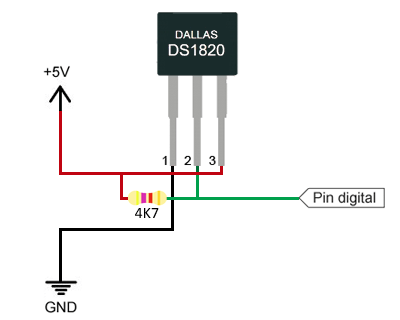 DALLAS
DS1820
+5V
1 2 3
4K7
Pin digital
GND